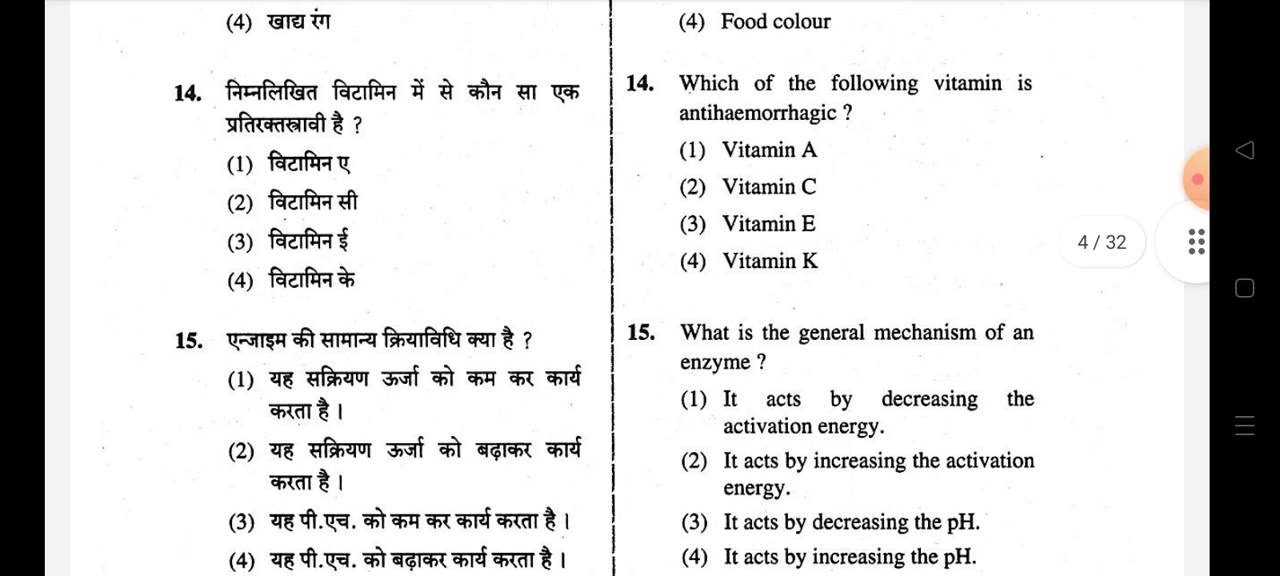 (4) खाद्य रंग
14. निम्नलिखित विटामिन में से कौन सा एक
प्रतिरक्तस्त्रावी है ?
(1) विटामिन ए
(2) विटामिन सी
(3) विटामिन ई
(4) विटामिन के
15. एन्जाइम की सामान्य क्रियाविधि क्या है ?
(1) यह सक्रियण ऊर्जा को कम कर कार्य
करता है ।
(2) यह सक्रियण ऊर्जा को बढ़ाकर कार्य
करता है ।
(3) यह पी.एच. को कम कर कार्य करता है ।
(4) यह पी.एच. को बढ़ाकर कार्य करता है ।
(4) Food colour
14. Which of the following vitamin is
antihaemorrhagic ?
(1) Vitamin A
(2) Vitamin C
(3) Vitamin E
(4) Vitamin K
15. What is the general mechanism of an
enzyme ?
(1) It acts by decreasing the
activation energy.
(2) It acts by increasing the activation
energy.
(3) It acts by decreasing the pH.
(4) It acts by increasing the pH.
4 / 32